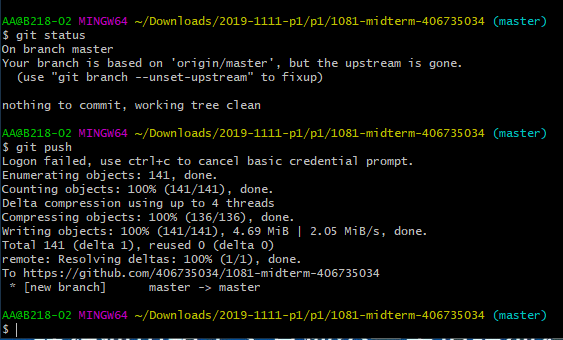 AA@B218-02 MINGW64 ~/Downloads/2019-1111-p1/p1/1081-midterm-406735034 (master)
$ git status
On branch master
Your branch is based on 'origin/master', but the upstream is gone.
  (use "git branch --unset-upstream" to fixup)

nothing to commit, working tree clean

AA@B218-02 MINGW64 ~/Downloads/2019-1111-p1/p1/1081-midterm-406735034 (master)
$ git push
Logon failed, use ctrl+c to cancel basic credential prompt.
Enumerating objects: 141, done.
Counting objects: 100% (141/141), done.
Delta compression using up to 4 threads
Compressing objects: 100% (136/136), done.
Writing objects: 100% (141/141), 4.69 MiB | 2.05 MiB/s, done.
Total 141 (delta 1), reused 0 (delta 0)
remote: Resolving deltas: 100% (1/1), done.
To https://github.com/406735034/1081-midterm-406735034
 * [new branch]      master -> master

AA@B218-02 MINGW64 ~/Downloads/2019-1111-p1/p1/1081-midterm-406735034 (master)
$